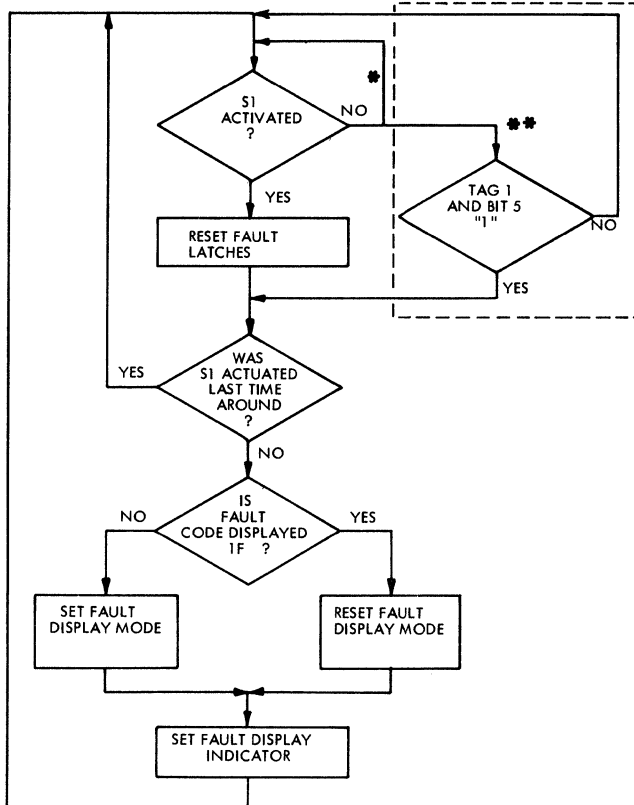 *
S1
ACTIVATED
?
NO
**
TAG 1
AND BIT 5
"1"
NO
YES
RESET FAULT
LATCHES
YES
WAS
S1 ACTUATED
LAST TIME
AROUND
?
YES
NO
IS
FAULT
CODE DISPLAYED
1F ?
NO
YES
SET FAULT
DISPLAY MODE
RESET FAULT
DISPLAY MODE
SET FAULT DISPLAY
INDICATOR